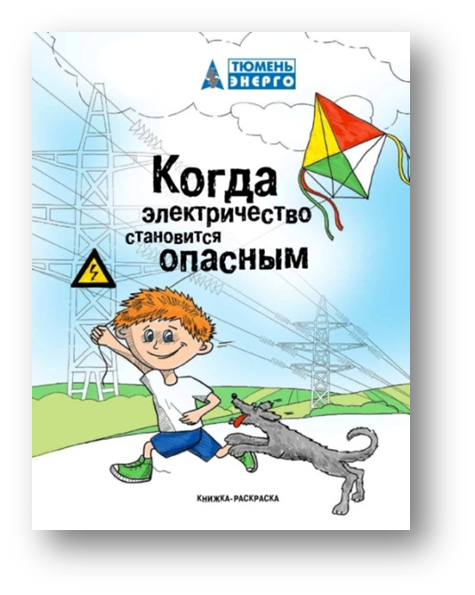 ТЮМЕНЬ
ЭНЕРГО
Когда
электричество
становится
опасным
КНИЖКА-РАСКРАСКА